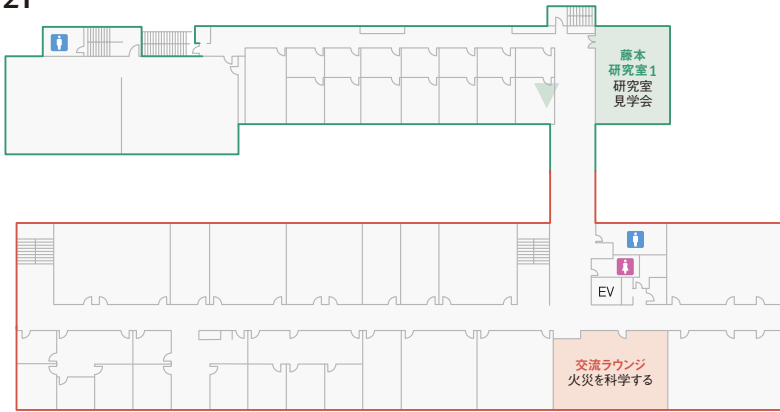 2F
藤本
研究室1
研究室
見学会
EV
交流ラウンジ
火災を科学する